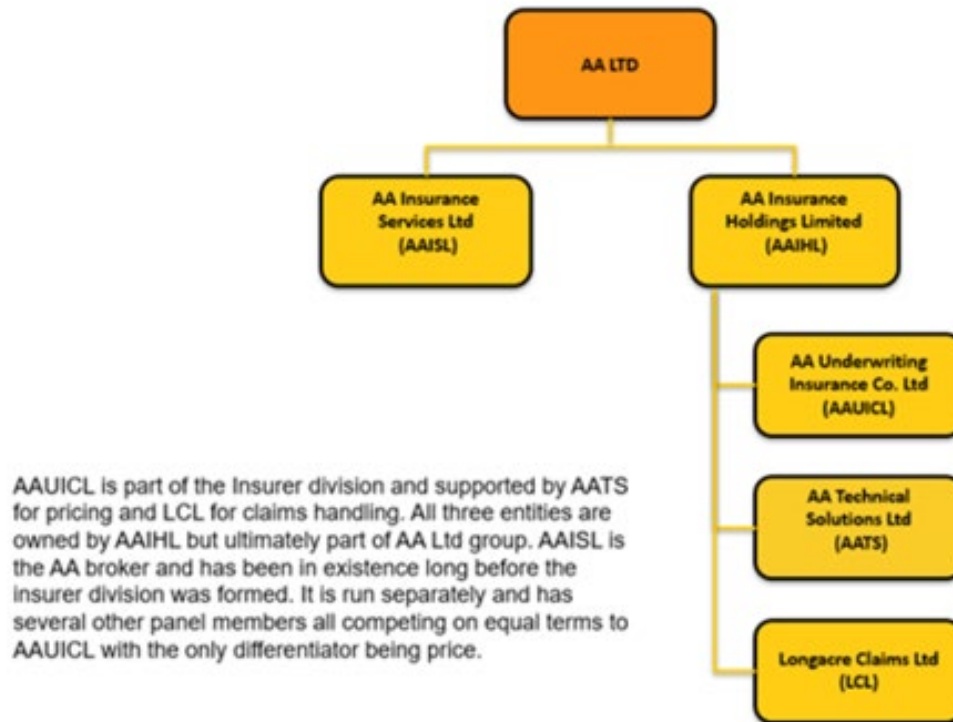 AA LTD
AA Insurance
Services Ltd
(AAISL)
AA Insurance
Holdings Limited
(AAIHL)
AA Underwriting
Insurance Co. Ltd
(AAUICL)
AA Technical
Solutions Ltd
(AATS)
Longacre Claims Ltd
(LCL)
AAUICL is part of the Insurer division and supported by AATS
for pricing and LCL for claims handling. All three entities are
owned by AAIHL but ultimately part of AA Ltd group. AAISL is
the AA broker and has been in existence long before the
insurer division was formed. It is run separately and has
several other panel members all competing on equal terms to
AAUICL with the only differentiator being price.